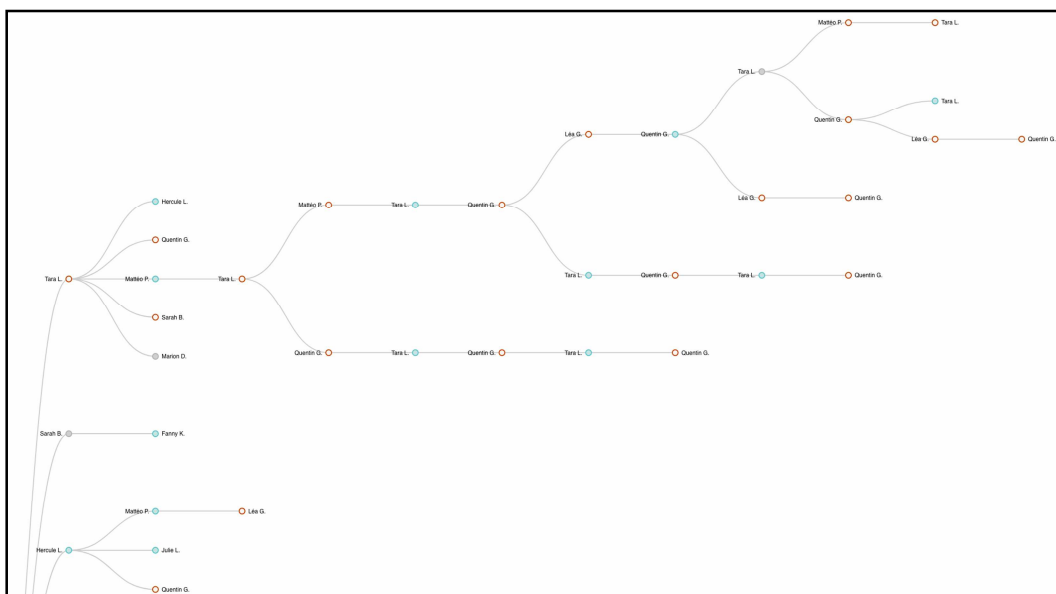 Mattéo P.
Tara L.
Tara L.
Tara L.
Quentin G.
Léa G.
Quentin G.
Léa G.
Quentin G.
Léa G.
Quentin G.
Hercule L.
Mattéo P.
Tara L.
Quentin G.
Quentin G.
Tara L.
Mattéo P.
Tara L.
Tara L.
Quentin G.
Tara L.
Quentin G.
Sarah B.
Quentin G.
Tara L.
Quentin G.
Tara L.
Quentin G.
Marion D.
Sarah B.
Fanny K.
Mattéo P.
Léa G.
Hercule L.
Julie L.
Quentin G.